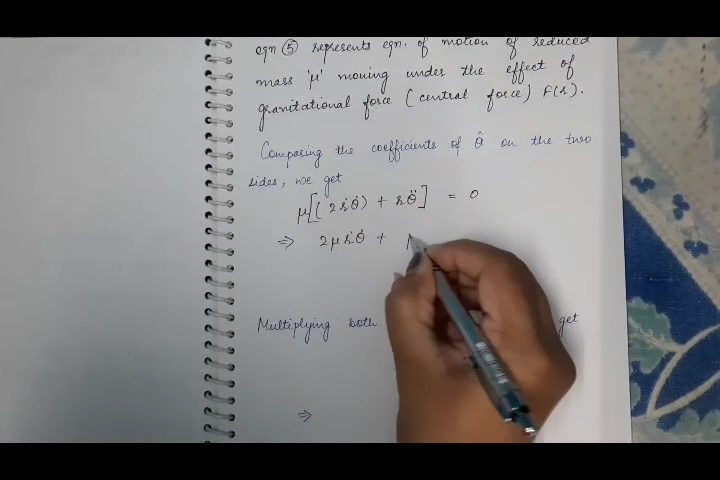 eqn ⑤ represents eqn. of motion of reduced
mass 'μ' moving under the effect of
gravitational force (central force) F(r).
Comparing the coefficients of θ̂ on the two
sides, we get
μ[(2ṙθ̇) + rθ̈] = 0
⇒ 2μṙθ̇ +
Multiplying both get
⇒